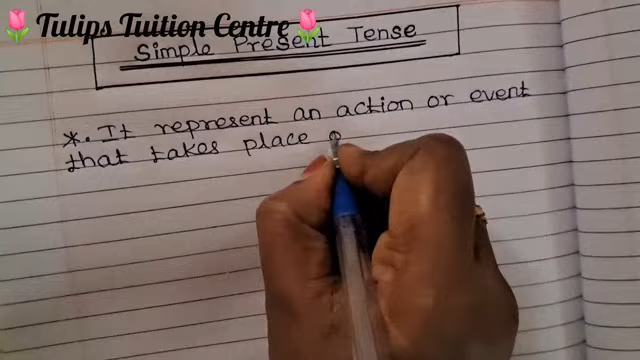 🌷Tulips Tuition Centre🌷
Simple Present Tense
*. It represent an action or event
that takes place